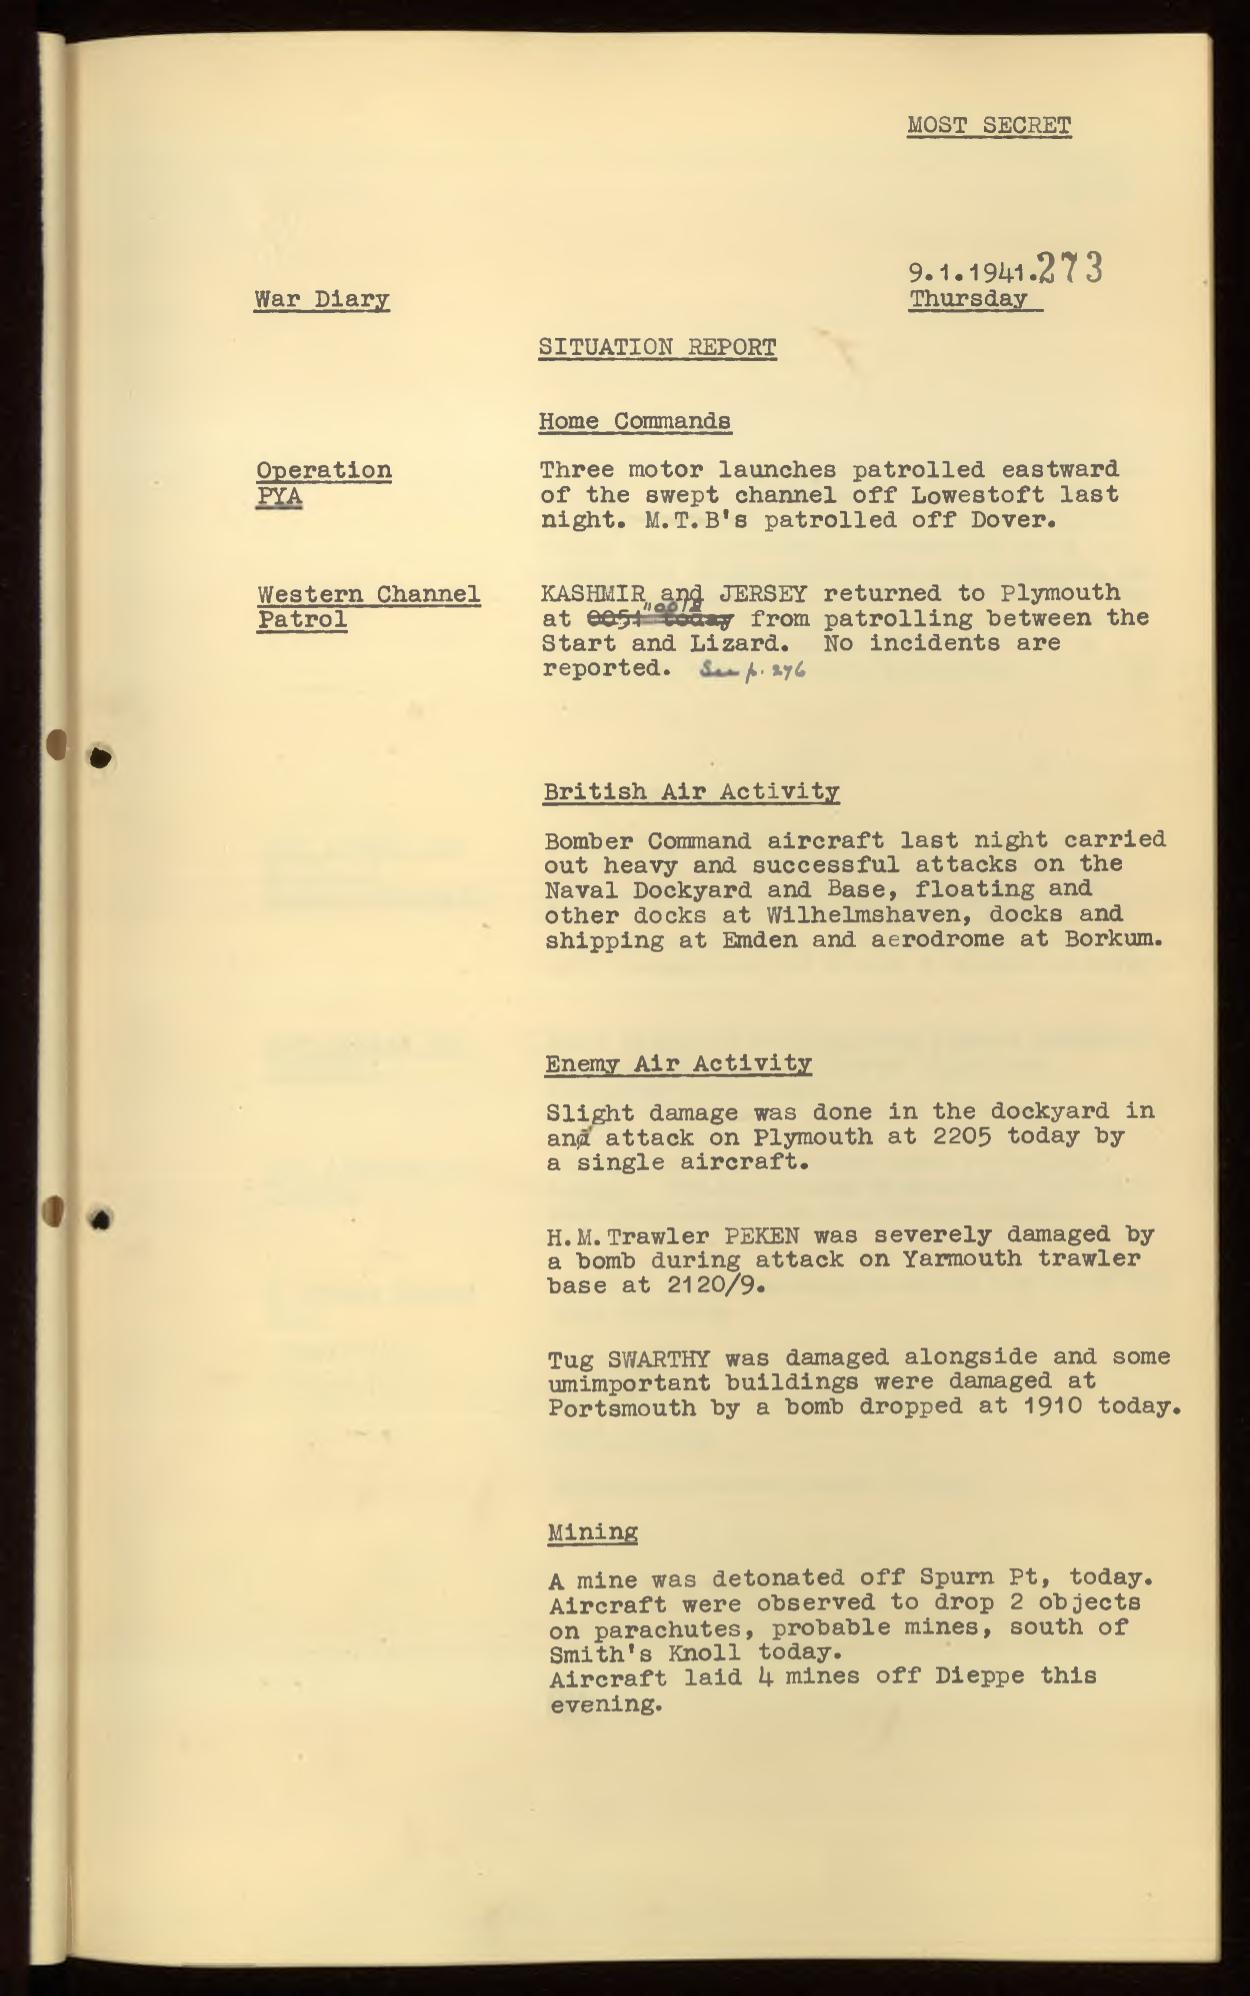 MOST SECRET
9.1.1941. 273
War Diary
Thursday
SITUATION REPORT
Home Commands
Operation
PYA
Three motor launches patrolled eastward
of the swept channel off Lowestoft last
night. M.T.B's patrolled off Dover.
Western Channel
Patrol
KASHMIR and JERSEY returned to Plymouth
at 0051 today from patrolling between the
Start and Lizard. No incidents are
reported. See p. 276
British Air Activity
Bomber Command aircraft last night carried
out heavy and successful attacks on the
Naval Dockyard and Base, floating and
other docks at Wilhelmshaven, docks and
shipping at Emden and aerodrome at Borkum.
Enemy Air Activity
Slight damage was done in the dockyard in
an attack on Plymouth at 2205 today by
a single aircraft.
H.M.Trawler PEKEN was severely damaged by
a bomb during attack on Yarmouth trawler
base at 2120/9.
Tug SWARTHY was damaged alongside and some
umimportant buildings were damaged at
Portsmouth by a bomb dropped at 1910 today.
Mining
A mine was detonated off Spurn Pt, today.
Aircraft were observed to drop 2 objects
on parachutes, probable mines, south of
Smith's Knoll today.
Aircraft laid 4 mines off Dieppe this
evening.